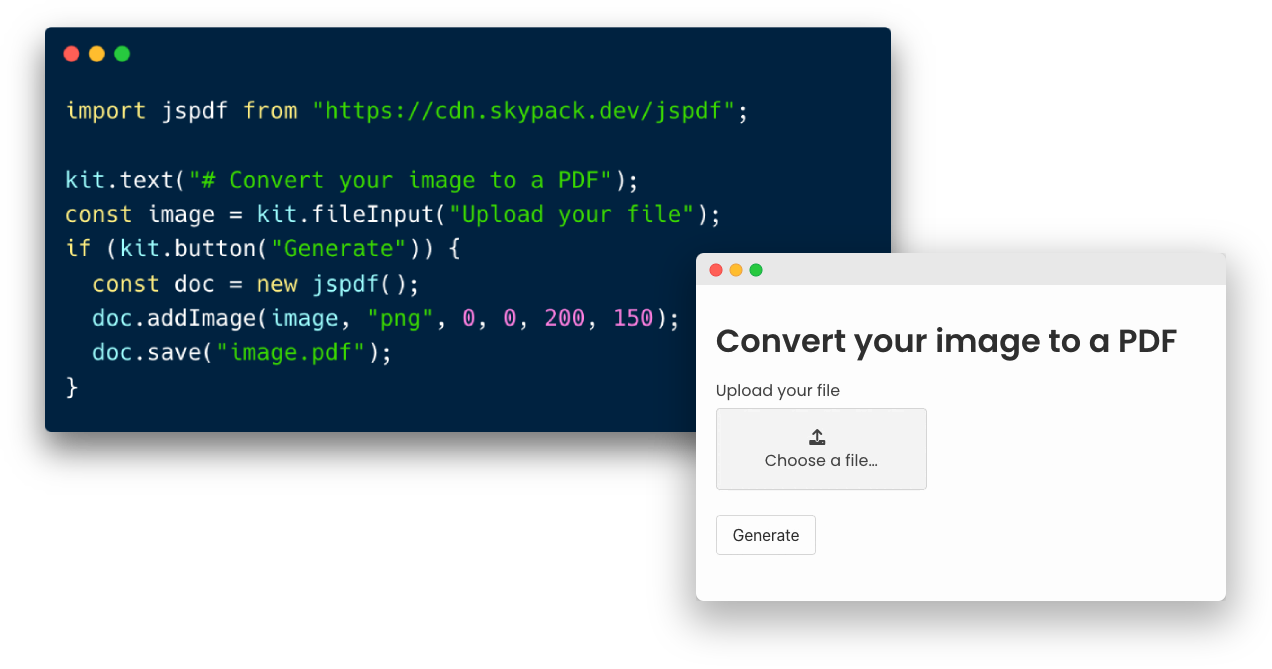 import jspdf from "https://cdn.skypack.dev/jspdf";
kit.text("# Convert your image to a PDF");
const image = kit.fileInput("Upload your file");
if (kit.button("Generate")) {
  const doc = new jspdf();
  doc.addImage(image, "png", 0, 0, 200, 150);
  doc.save("image.pdf");
}
Convert your image to a PDF
Upload your file
Choose a file…
Generate